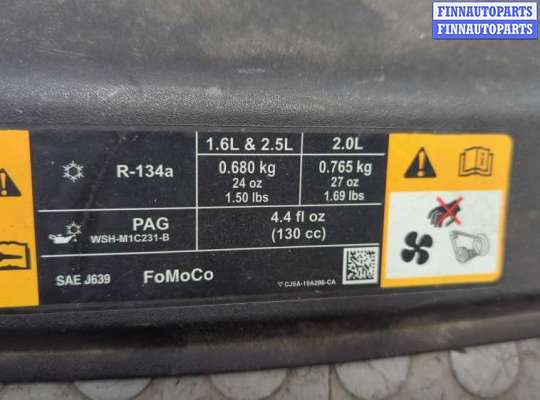 FINNAUTOPARTS
FINNAUTOPARTS
1.6L & 2.5L 2.0L
R-134a 0.680 kg 0.765 kg
24 oz 27 oz
1.50 lbs 1.69 lbs
PAG 4.4 fl oz
WSH-M1C231-B (130 cc)
SAE J639 FoMoCo
CJ5A-19A286-CA